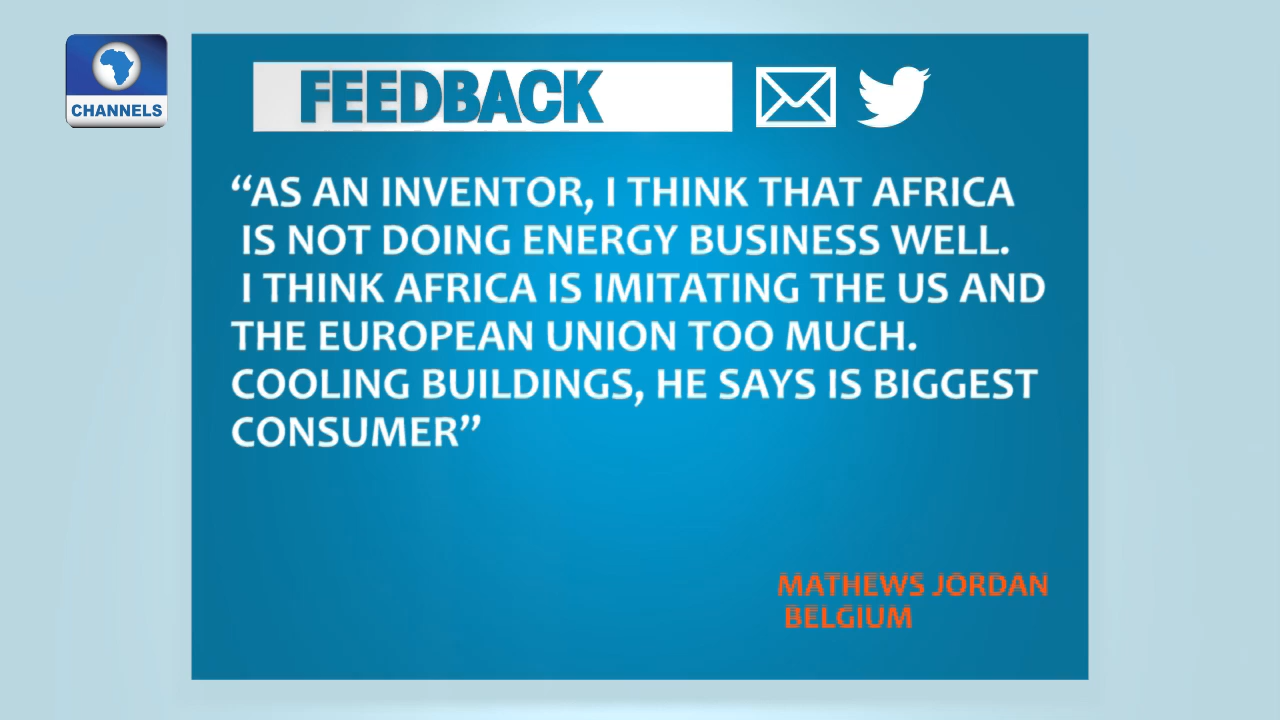 CHANNELS
FEEDBACK
“AS AN INVENTOR, I THINK THAT AFRICA
IS NOT DOING ENERGY BUSINESS WELL.
I THINK AFRICA IS IMITATING THE US AND
THE EUROPEAN UNION TOO MUCH.
COOLING BUILDINGS, HE SAYS IS BIGGEST
CONSUMER”
MATHEWS JORDAN
BELGIUM